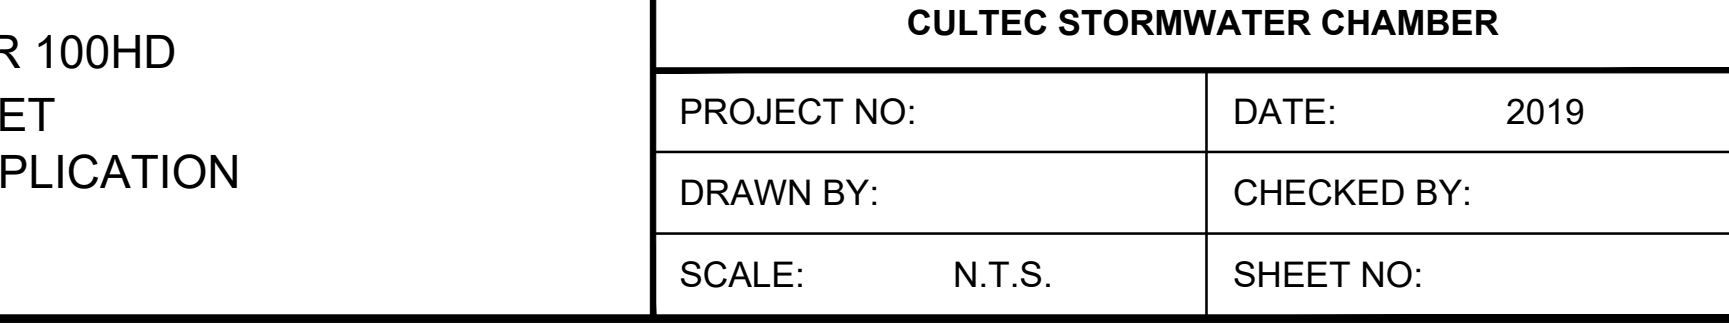 R 100HD
ET
PLICATION
CULTEC STORMWATER CHAMBER
PROJECT NO:
DATE: 2019
DRAWN BY:
CHECKED BY:
SCALE: N.T.S.
SHEET NO: